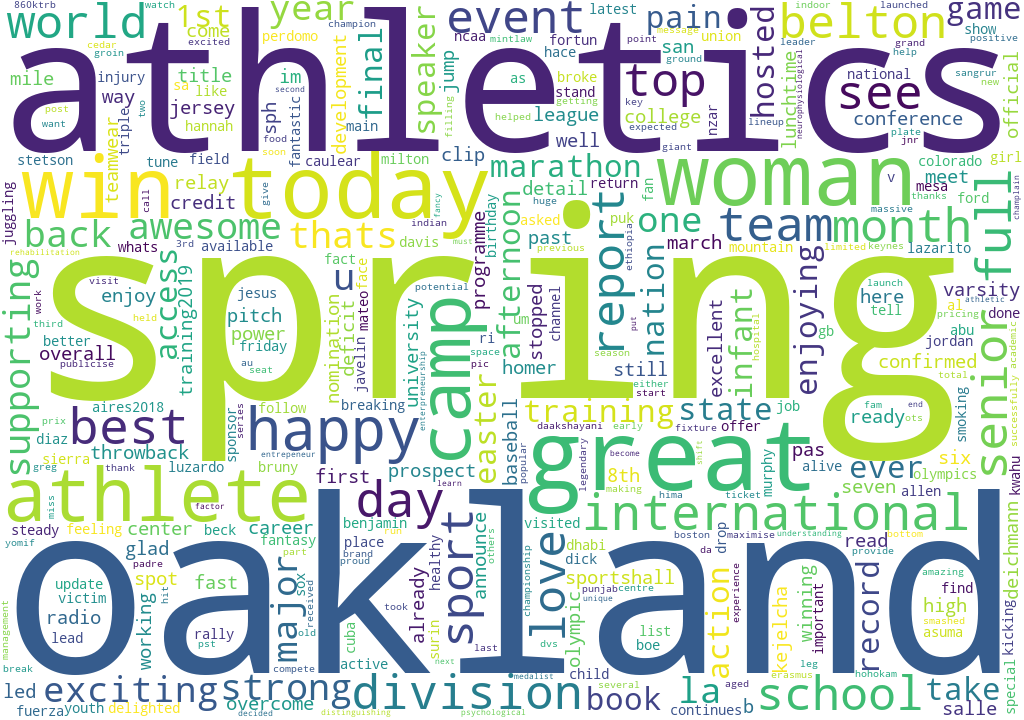 athletics
spring
oakland
win
today
woman
great
athlete
best
happy
camp
day
sport
love
international
division
school
exciting
strong
major
action
record
take
la
book
led
world
1st
come
year
event
pain
belton
game
860ktrb
watch
champion
excited
perdomo
latest
ncaa
fortun
hace
point
message
mintlaw
union
san
ground
indoor
launched
leader
positive
show
grand
help
official
mile
cedar
groin
injury
way
triple
title
sa
like
jersey
im
hannah
development
final
speaker
jump
as
broke
stand
league
well
top
key
expected
giant
college
nzar
hosted
lineup
lunchtime
neurophysiological
national
see
conference
plate
jnr
sangrur
new
post
want
two
second
sph
food
soon
fantastic
main
filling
getting
helped
stetson
tune
field
caulear
milton
clip
marathon
detail
return
huge
fan
girl
colorado
meet
v
mesa
thanks
ford
massive
champlain
juggling
teamwear
relay
credit
call
give
fancy
indian
must
birthday
asked
previous
puk
ethiopian
one
team
month
full
back
awesome
thats
davis
whats
3rd
available
rehabilitation
programme
afternoon
past
report
nation
march
mountain
limited
keynes
lazarito
supporting
visit
work
third
better
enjoy
overall
publicise
access
training2019
fact
face
u
jesus
pitch
power
friday
au
seat
held
nomination
deficit
javelin
mateo
potential
university
enterpreneurship
ri
space
pic
um
homer
stopped
channel
season
put
still
either
start
excellent
infant
hospital
enjoying
gb
al
abu
pricing
jordan
confirmed
total
launch
here
tell
athletic
varsity
done
senior
successfully
academic
aires2018
prix
diaz
throwback
sierra
luzardo
greg
thank
series
sponsor
follow
breaking
entrepeneur
bruny
first
prospect
learn
easter
baseball
popular
training
daakshayani
early
fixture
offer
state
job
become
legendary
8th
making
shift
hima
ticket
murphy
pas
alive
ever
ready
fam
ots
end
smoking
six
seven
olympics
allen
kwahu
kicking
miss
factor
steady
feeling
center
beck
career
yomif
padre
glad
fantasy
part
benjamin
place
run
brand
proud
announce
others
visited
boston
da
drop
maximise
understanding
read
bottom
provide
deichmann
update
victim
radio
lead
spot
hit
fast
working
rally
pst
sox
old
received
cuba
took
already
healthy
surin
championship
dhabi
dick
sportshall
olympic
punjab
centre
unique
list
boe
experience
kejelcha
winning
important
amazing
find
high
smashed
asuma
management
break
compete
active
next
last
dvs
medalist
child
leg
erasmus
hohokam
special
fuerza
youth
delighted
overcome
decided
distinguishing
psychological
several
continues
b
aged
salle